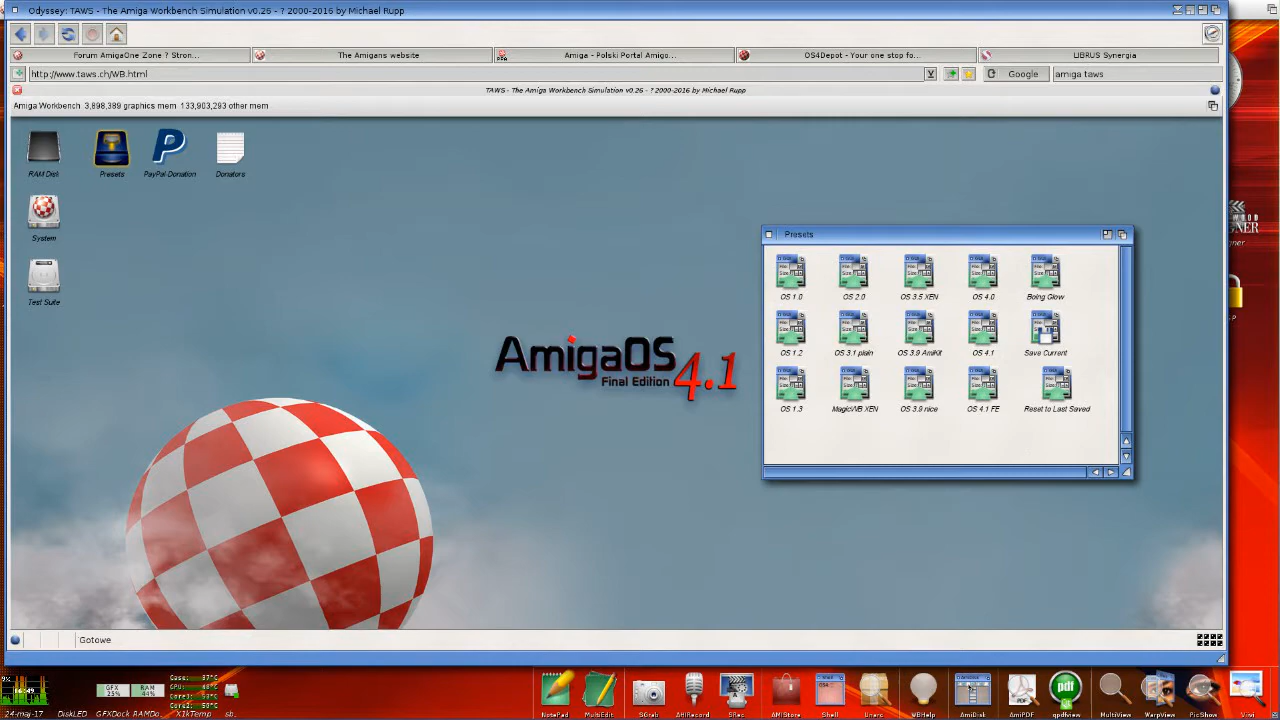 Odyssey: TAWS - The Amiga Workbench Simulation v0.26 - ? 2000-2016 by Michael Rupp
Forum AmigaOne Zone ? Stron...
The Amigans website
Amiga - Polski Portal Amigo...
OS4Depot - Your one stop fo...
LIBRUS Synergia
http://www.taws.ch/WB.html
Google
amiga taws
TAWS - The Amiga Workbench Simulation v0.26 - ? 2000-2016 by Michael Rupp
Amiga Workbench 3,898,389 graphics mem 133,903,293 other mem
RAM Disk
Presets
PayPal-Donation
Donators
System
Test Suite
AmigaOS 4.1
Final Edition
Presets
OS 1.0
OS 2.0
OS 3.5 XEN
OS 4.0
Boing Glow
OS 1.2
OS 3.1 plain
OS 3.9 AmiKit
OS 4.1
Save Current
OS 1.3
MagicWB XEN
OS 3.9 nice
OS 4.1 FE
Reset to Last Saved
Gotowe
24-may-17
DiskLED
GFXDock
RAMDo.
X1kTemp
sb.
GFX
RAM
NotePad
MultiEdit
SGrab
AHIRecord
SRec
AMIStore
Shell
Unarc
WBHelp
AmiDisk
AmiPDF
pdf
qpdfview
MultiView
WarpView
PicShow